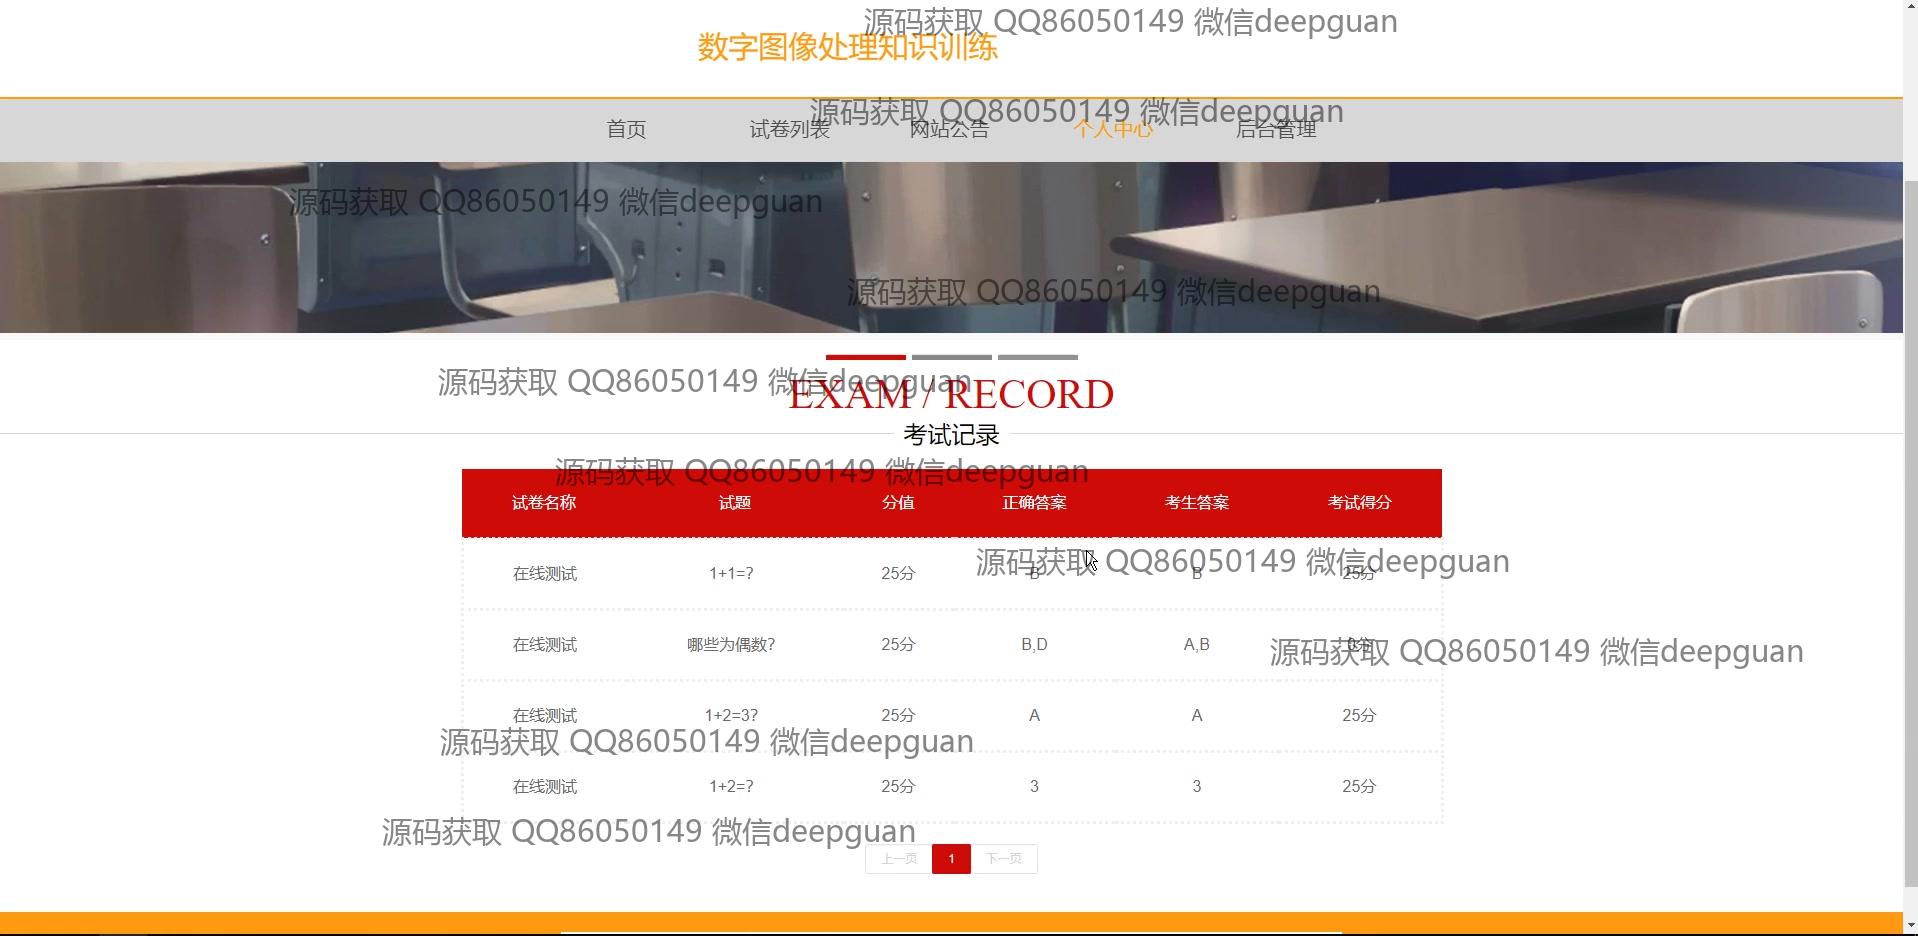 源码获取 QQ86050149 微信deepguan
数字图像处理知识训练
源码获取 QQ86050149 微信deepguan
首页 试卷列表 网站公告 个人中心 后台管理
源码获取 QQ86050149 微信deepguan
源码获取 QQ86050149 微信deepguan
源码获取 QQ86050149 微信deepguan
EXAM / RECORD
考试记录
源码获取 QQ86050149 微信deepguan
试卷名称 试题 分值 正确答案 考生答案 考试得分
源码获取 QQ86050149 微信deepguan
在线测试 1+1=? 25分 B B 25分
在线测试 哪些为偶数? 25分 B,D A,B 0分
源码获取 QQ86050149 微信deepguan
在线测试 1+2=3? 25分 A A 25分
源码获取 QQ86050149 微信deepguan
在线测试 1+2=? 25分 3 3 25分
源码获取 QQ86050149 微信deepguan
上一页 1 下一页